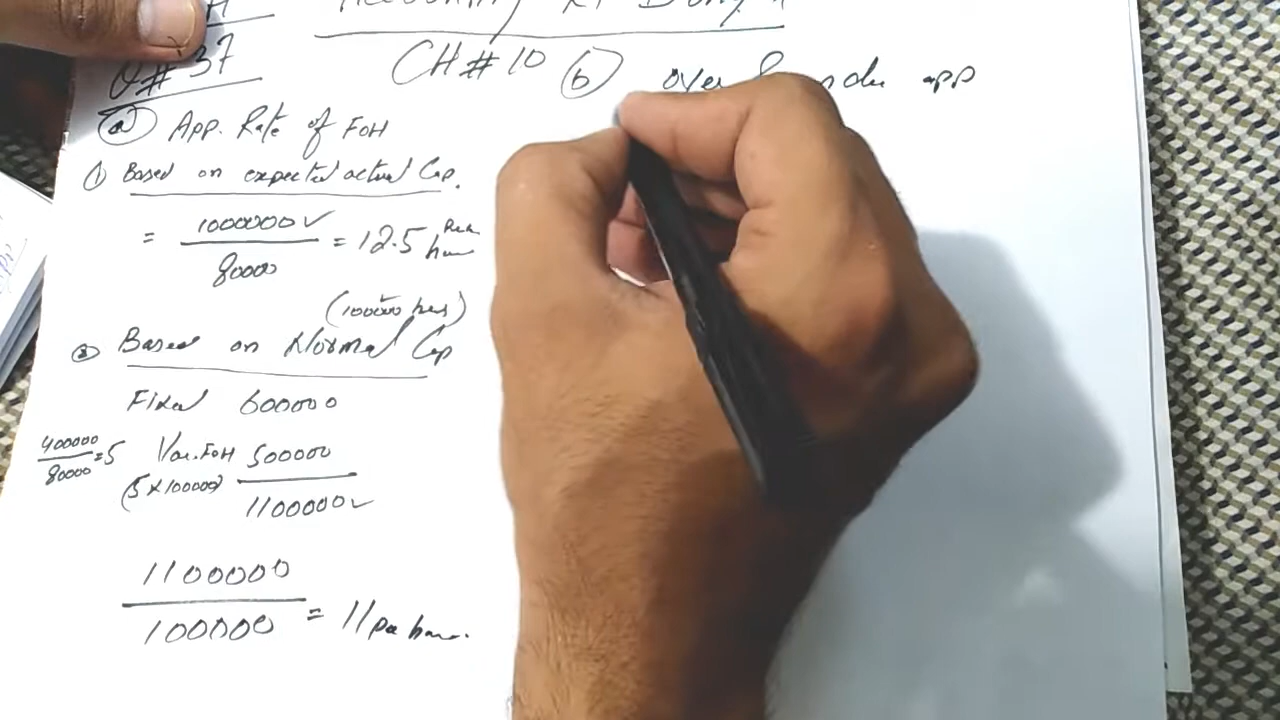 Q#37
CH#10
(b) over app
(a) App. Rate of FOH
(1) Based on expected actual Cap.
= 1000000 ✓ / 80000 = 12.5 Per hour
(100000 hrs)
(2) Based on Normal Cap
Fixed 600000
400000 / 80000 = 5 Var.FOH 500000
(5×100000)
1100000 ✓
1100000 / 100000 = 11 per hour.